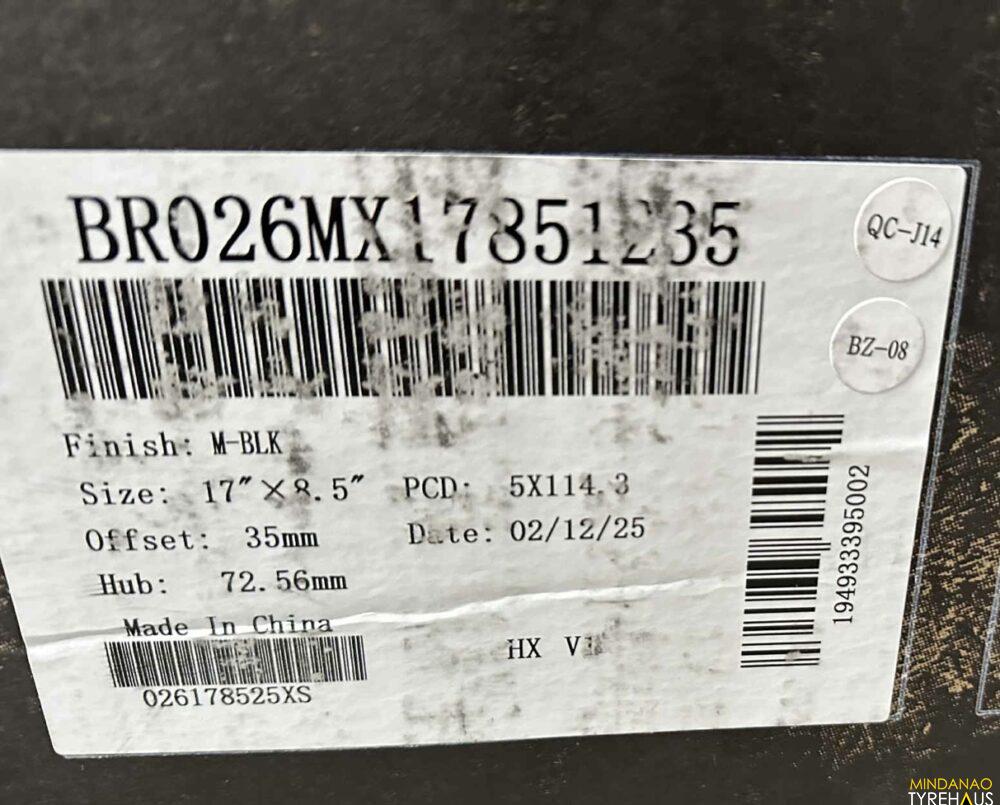 BR026MX17851235
QC-J14
BZ-08
Finish: M-BLK
Size: 17"×8.5" PCD: 5X114.3
Offset: 35mm Date: 02/12/25
Hub: 72.56mm
Made In China
026178525XS
HX
194933395002
MINDANAO
TYREHAUS